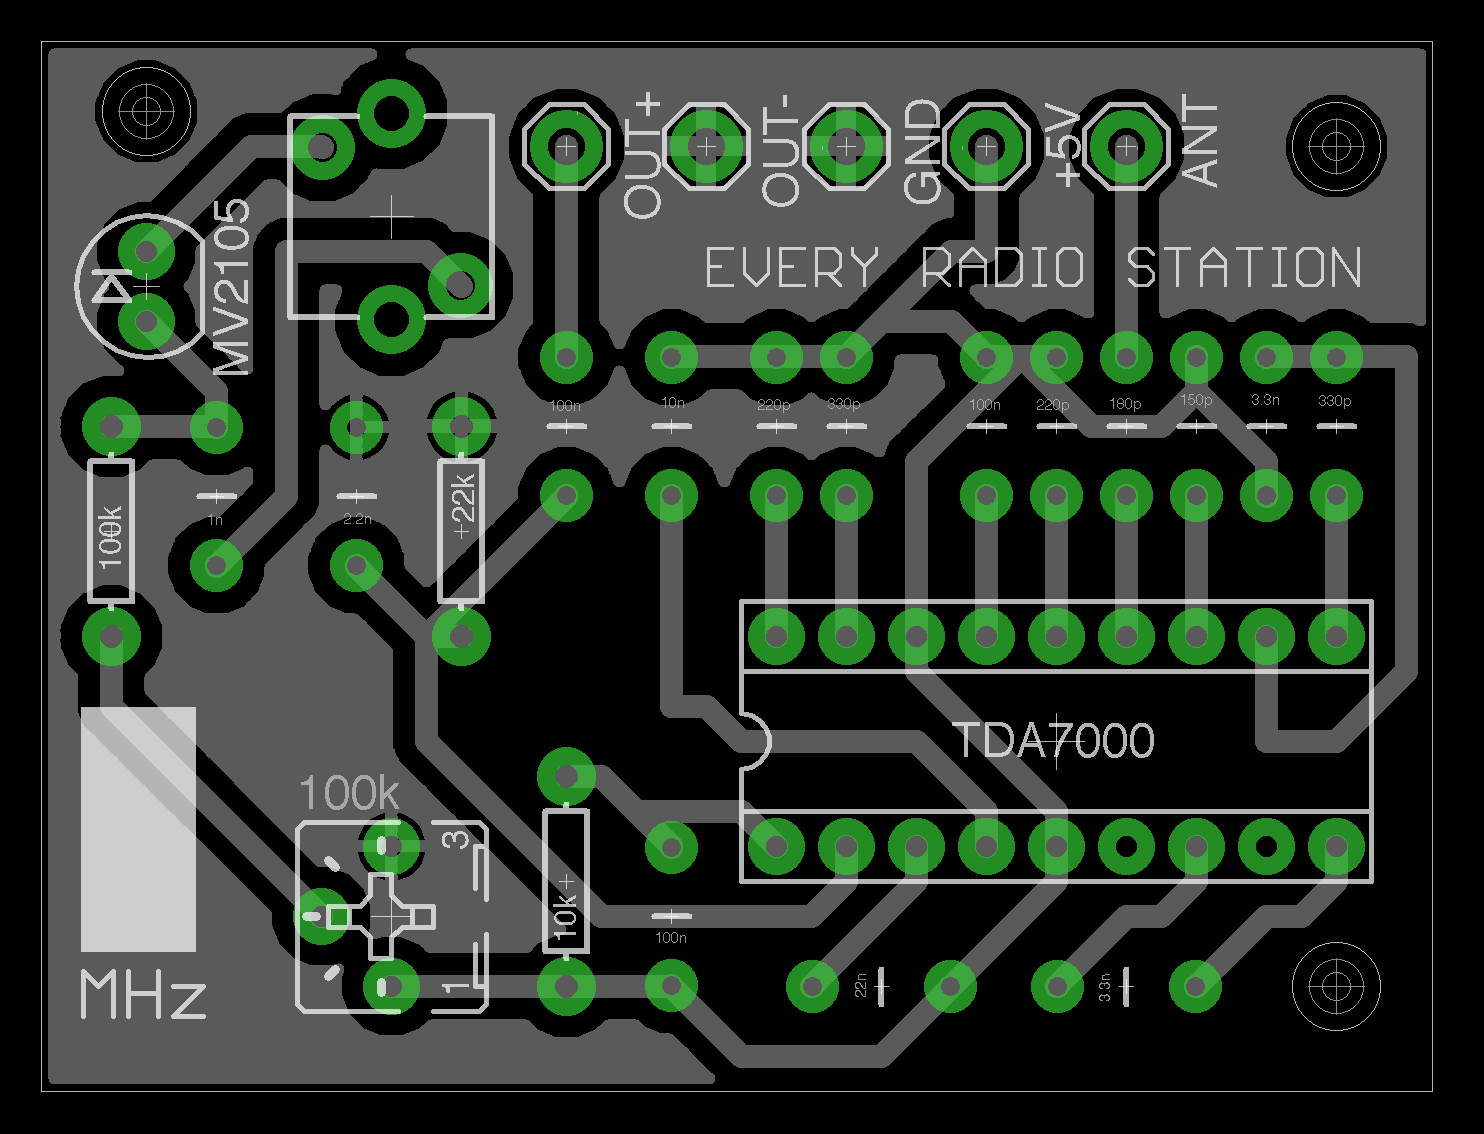 OUT+
OUT-
GND
+5V
ANT
MV2105
EVERY RADIO STATION
100n
10n
220p
330p
100n
220p
180p
150p
3.3n
330p
100k
1n
2.2n
22k
TDA7000
100k
3
1
10k
100n
22n
3.3n
MHz